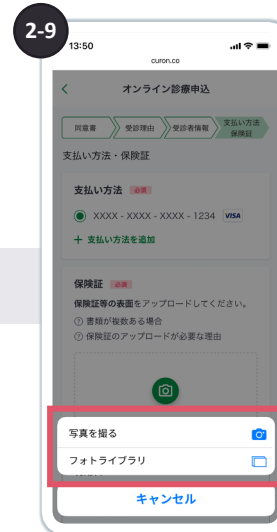 2-9
13:50
curon.co
オンライン診療申込
同意書
受診理由
受診者情報
支払い方法
保険証
支払い方法・保険証
支払い方法 必須
XXXX - XXXX - XXXX - 1234 VISA
+ 支払い方法を追加
保険証 必須
保険証等の表面をアップロードしてください。
? 書類が複数ある場合
? 保険証のアップロードが必要な理由
写真を撮る
フォトライブラリ
キャンセル